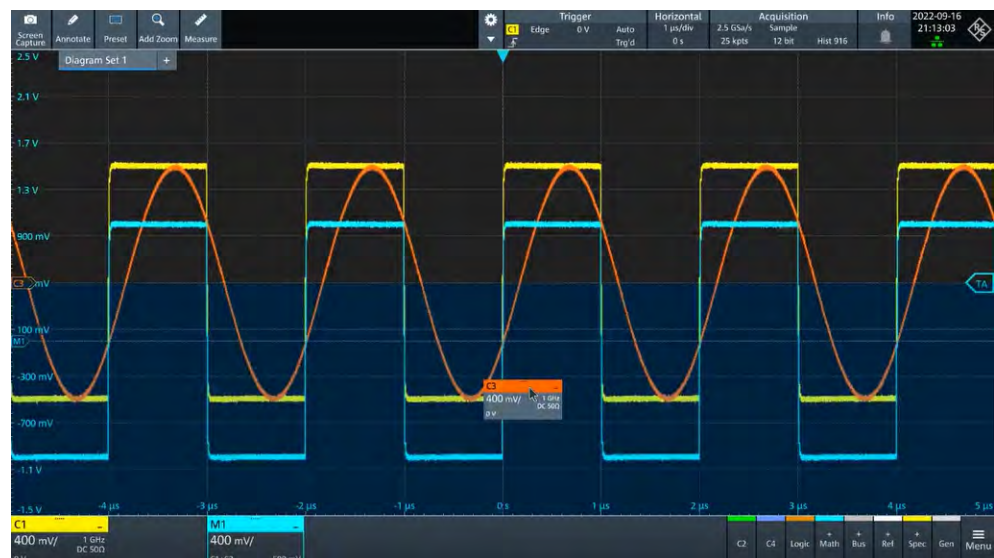 Trigger
Horizontal
Acquisition
Info
2022-09-16
C1
Edge
0 V
Auto
1 µs/div
2.5 GSa/s
Sample
21:13:03
Screen
Capture
Annotate
Preset
Add Zoom
Measure
Trg'd
0 s
25 kpts
12 bit
Hist 916
R&S
2.5 V
Diagram Set 1
+
2.1 V
1.7 V
1.3 V
900 mV
C3
mV
TA
100 mV
M1
-300 mV
C3
400 mV/
1 GHz
DC 50Ω
0 V
-700 mV
-1.1 V
-1.5 V
-4 µs
-3 µs
-2 µs
-1 µs
0 s
1 µs
2 µs
3 µs
4 µs
5 µs
C1
400 mV/
1 GHz
DC 50Ω
M1
400 mV/
C2
C4
Logic
+
Math
+
Bus
+
Ref
+
Spec
Gen
Menu